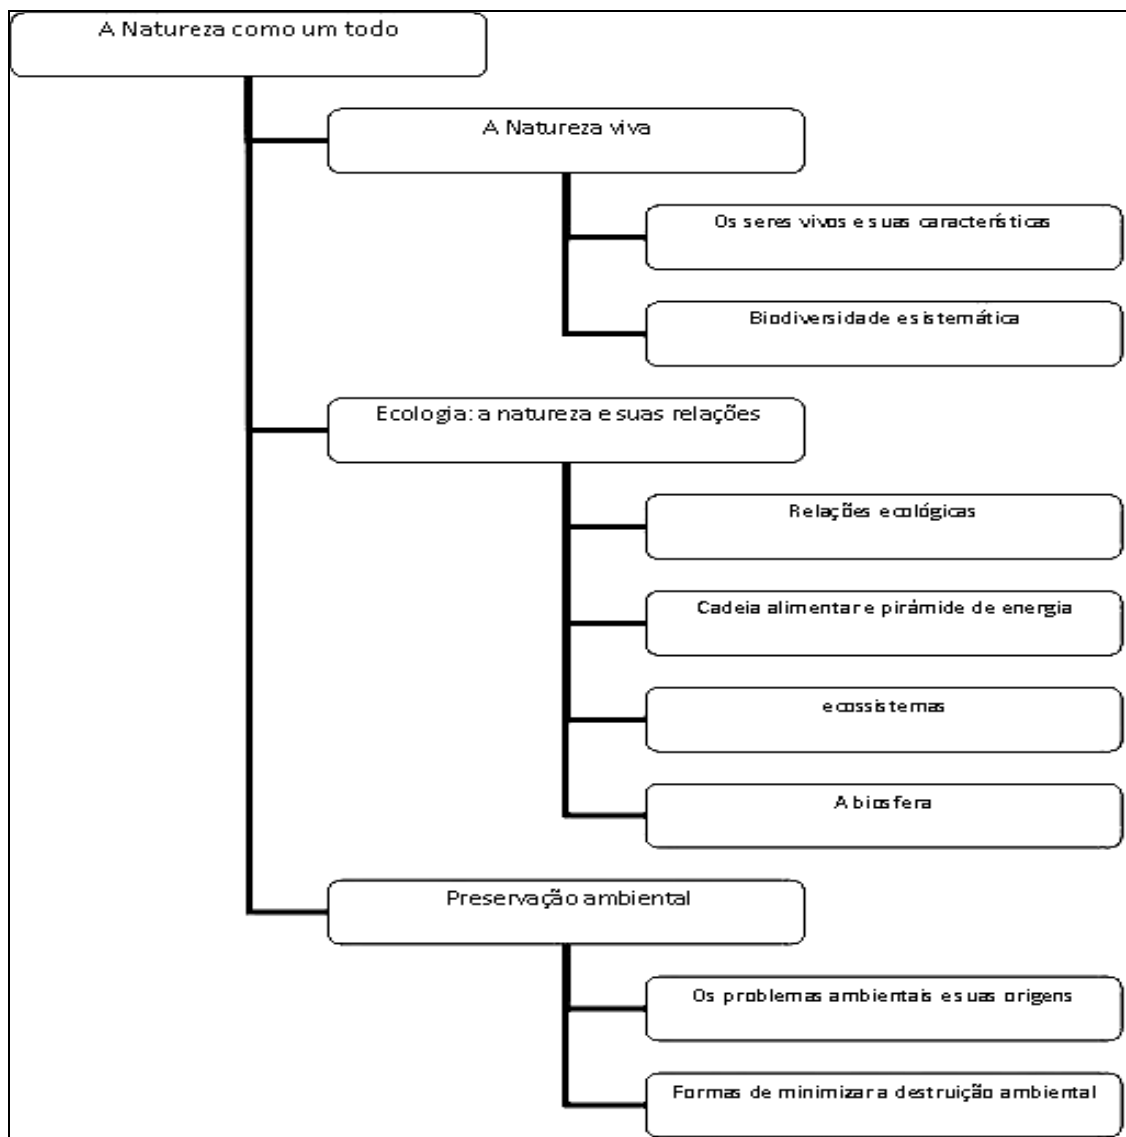 A Natureza como um todo
A Natureza viva
Os seres vivos e suas características
Biodiversidade e sistemática
Ecologia: a natureza e suas relações
Relações ecológicas
Cadeia alimentar e pirâmide de energia
ecossistemas
A biosfera
Preservação ambiental
Os problemas ambientais e suas origens
Formas de minimizar a destruição ambiental